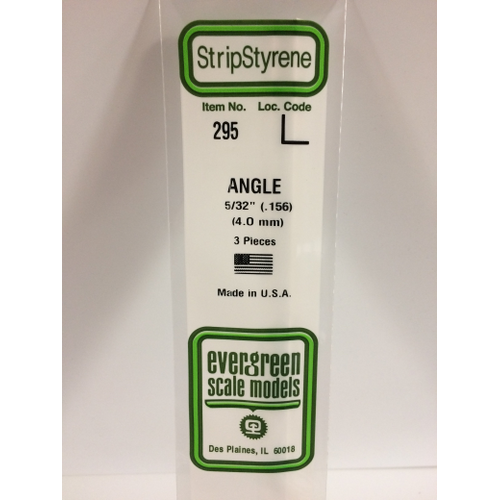 StripStyrene
Item No. Loc. Code
295 L
ANGLE
5/32" (.156)
(4.0 mm)
3 Pieces
Made in U.S.A.
evergreen
scale models
Des Plaines, IL 60018